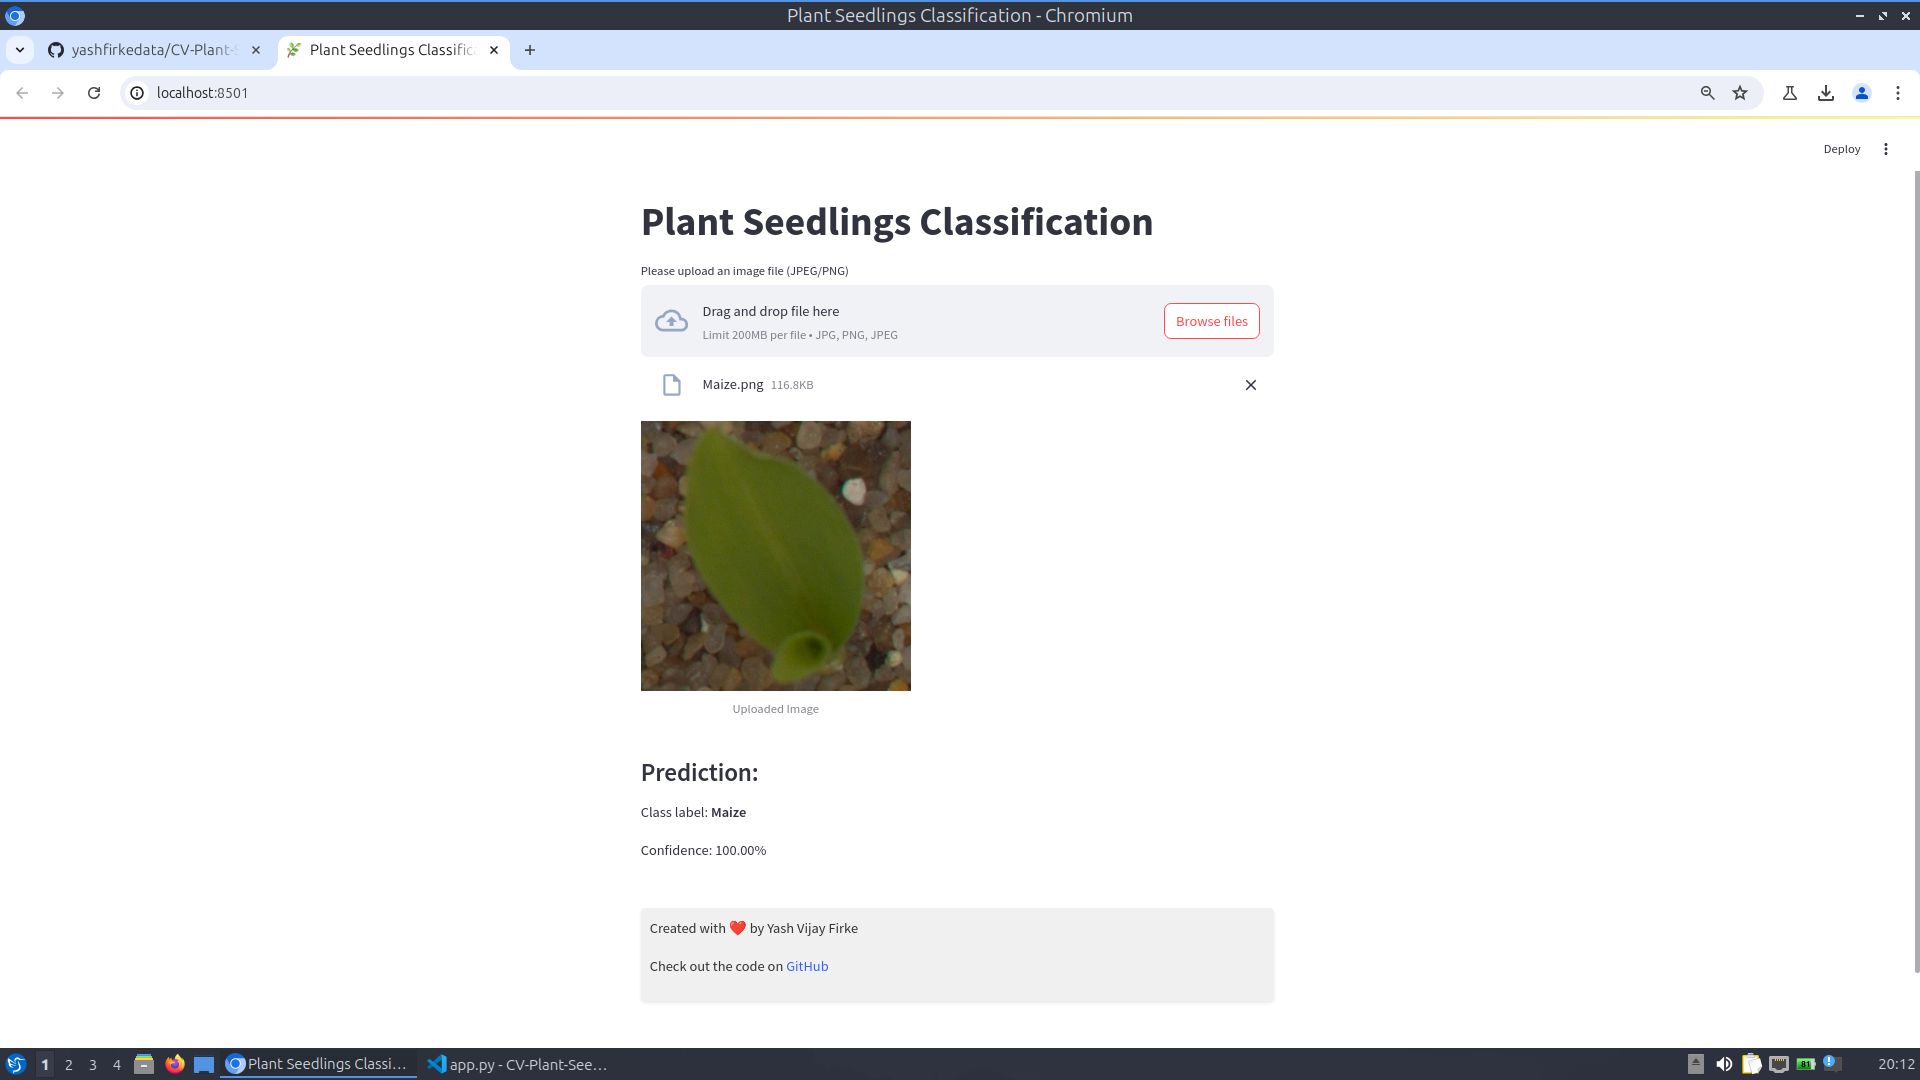 Plant Seedlings Classification - Chromium
yashfirkedata/CV-Plant-S
Plant Seedlings Classific
localhost:8501
Deploy
Plant Seedlings Classification
Please upload an image file (JPEG/PNG)
Drag and drop file here
Limit 200MB per file • JPG, PNG, JPEG
Browse files
Maize.png 116.8KB
Uploaded Image
Prediction:
Class label: Maize
Confidence: 100.00%
Created with ❤️ by Yash Vijay Firke
Check out the code on GitHub
1 2 3 4 Plant Seedlings Classi... app.py - CV-Plant-See... 81 20:12